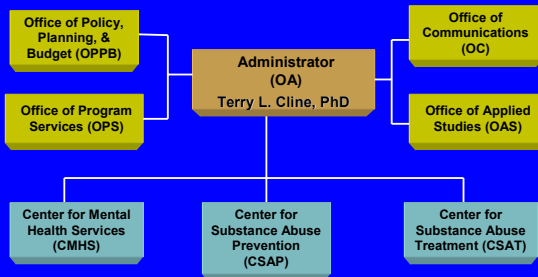 Office of Policy,
Planning, &
Budget (OPPB)
Office of
Communications
(OC)
Administrator
(OA)
Terry L. Cline, PhD
Office of Program
Services (OPS)
Office of Applied
Studies (OAS)
Center for Mental
Health Services
(CMHS)
Center for
Substance Abuse
Prevention
(CSAP)
Center for
Substance Abuse
Treatment (CSAT)